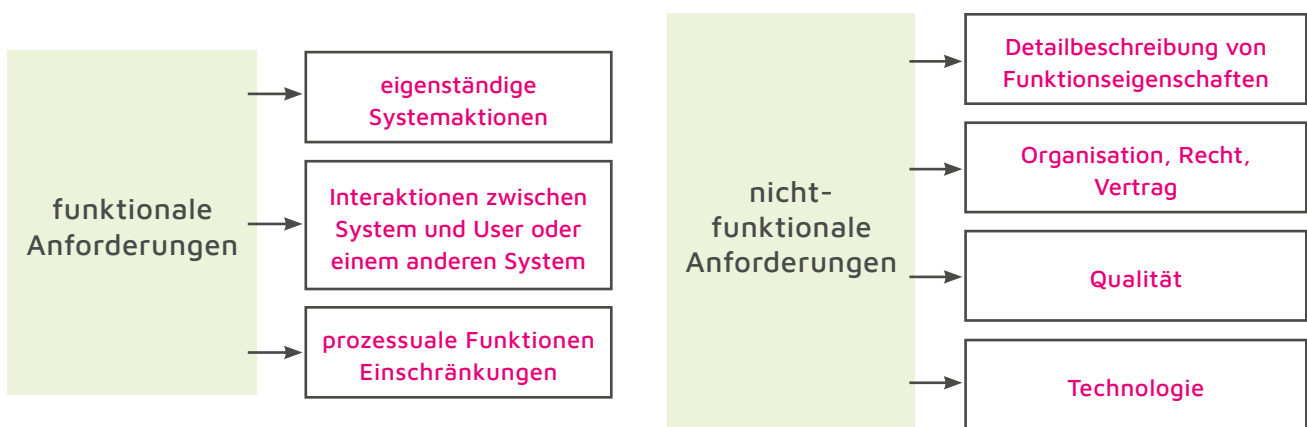 funktionale
Anforderungen
eigenständige
Systemaktionen
Interaktionen zwischen
System und User oder
einem anderen System
prozessuale Funktionen
Einschränkungen
nicht-
funktionale
Anforderungen
Detailbeschreibung von
Funktionseigenschaften
Organisation, Recht,
Vertrag
Qualität
Technologie